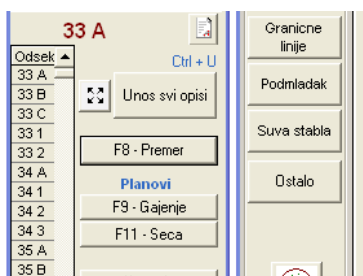 33 A
Odsek
33 A
33 B
33 C
33 1
33 2
34 A
34 1
34 2
34 3
35 A
35 B
Ctrl + U
Unos svi opisi
F8 - Premer
Planovi
F9 - Gajenje
F11 - Seca
Granicne
linije
Podmladak
Suva stabla
Ostalo